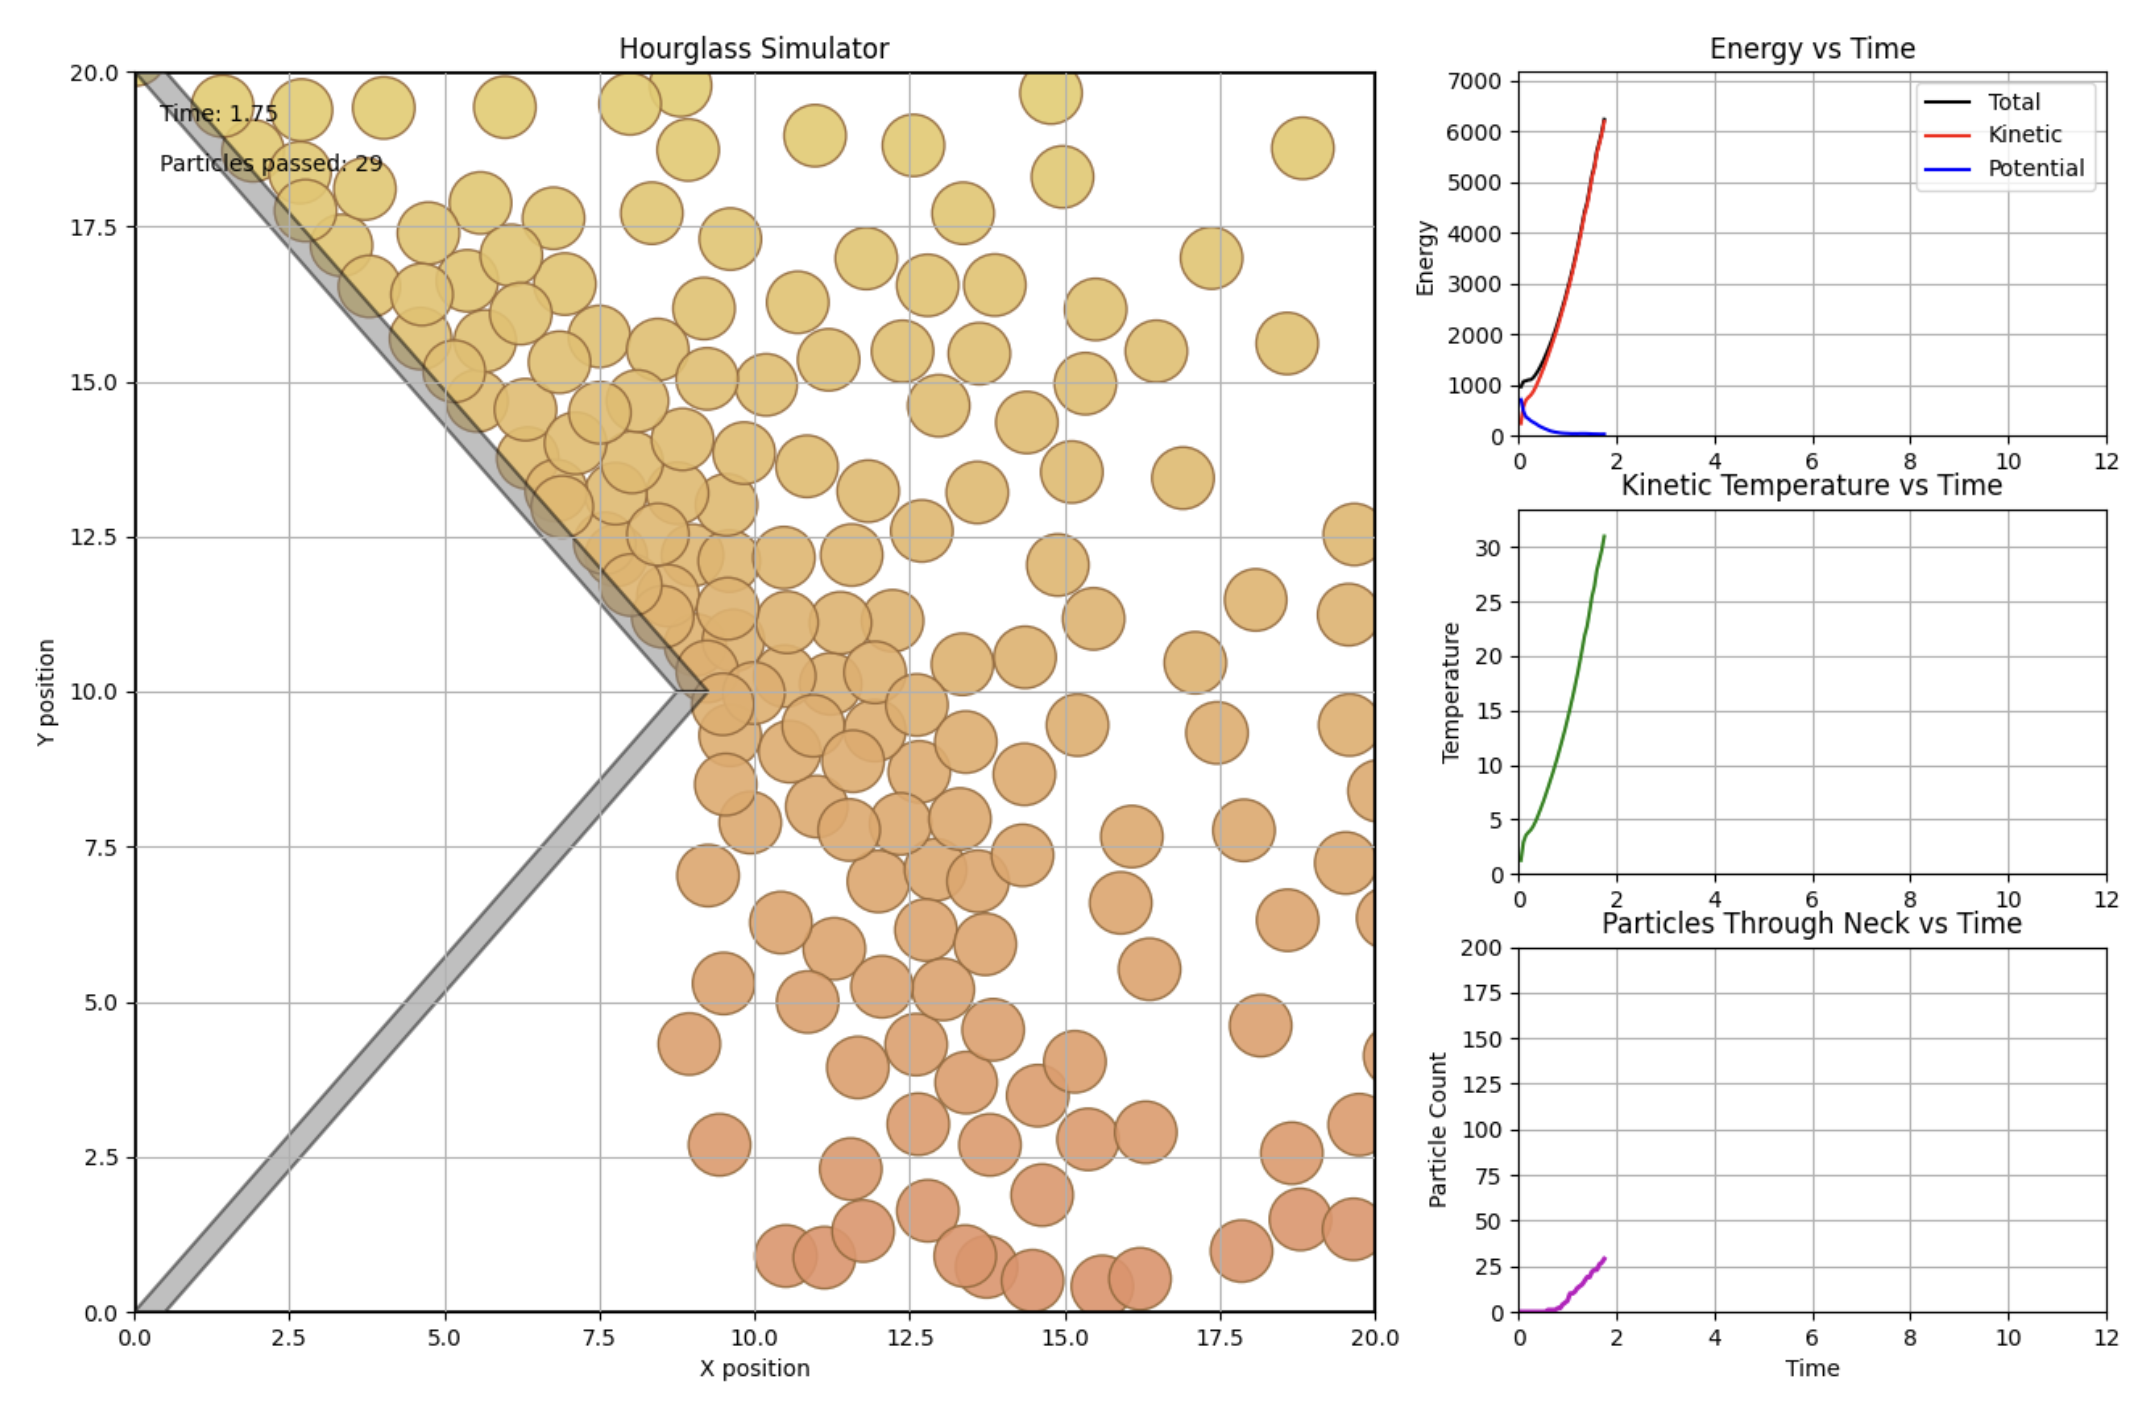 Hourglass Simulator
20.0
17.5
15.0
12.5
10.0
7.5
5.0
2.5
0.0
Y position
Time: 1.75
Particles passed: 29
0.0 2.5 5.0 7.5 10.0 12.5 15.0 17.5 20.0
X position
Energy vs Time
7000
6000
5000
4000
3000
2000
1000
0
Energy
Total
Kinetic
Potential
0 2 4 6 8 10 12
Kinetic Temperature vs Time
30
25
20
15
10
5
0
Temperature
0 2 4 6 8 10 12
Particles Through Neck vs Time
200
175
150
125
100
75
50
25
0
Particle Count
0 2 4 6 8 10 12
Time